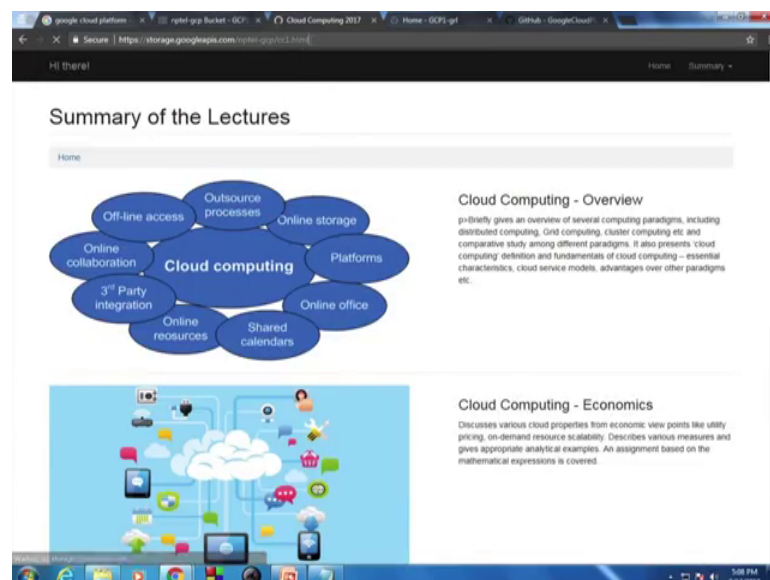 google cloud platform
nptel-gcp Bucket - GCP1
Cloud Computing 2017
Home - GCP1-grl
GitHub - GoogleCloudP
Secure | https://storage.googleapis.com/nptel-gcp/cc1.html
Hi there!
Home
Summary
Summary of the Lectures
Home
Outsource
processes
Off-line access
Online storage
Online
collaboration
Cloud computing
Platforms
3rd Party
integration
Online office
Online
reosurces
Shared
calendars
Cloud Computing - Overview
p>Briefly gives an overview of several computing paradigms, including
distributed computing, Grid computing, cluster computing etc and
comparative study among different paradigms. It also presents 'cloud
computing' definition and fundamentals of cloud computing – essential
characteristics, cloud service models, advantages over other paradigms
etc.
Cloud Computing - Economics
Discusses various cloud properties from economic view points like utility
pricing, on-demand resource scalability. Describes various measures and
gives appropriate analytical examples. An assignment based on the
mathematical expressions is covered.
5:08 PM